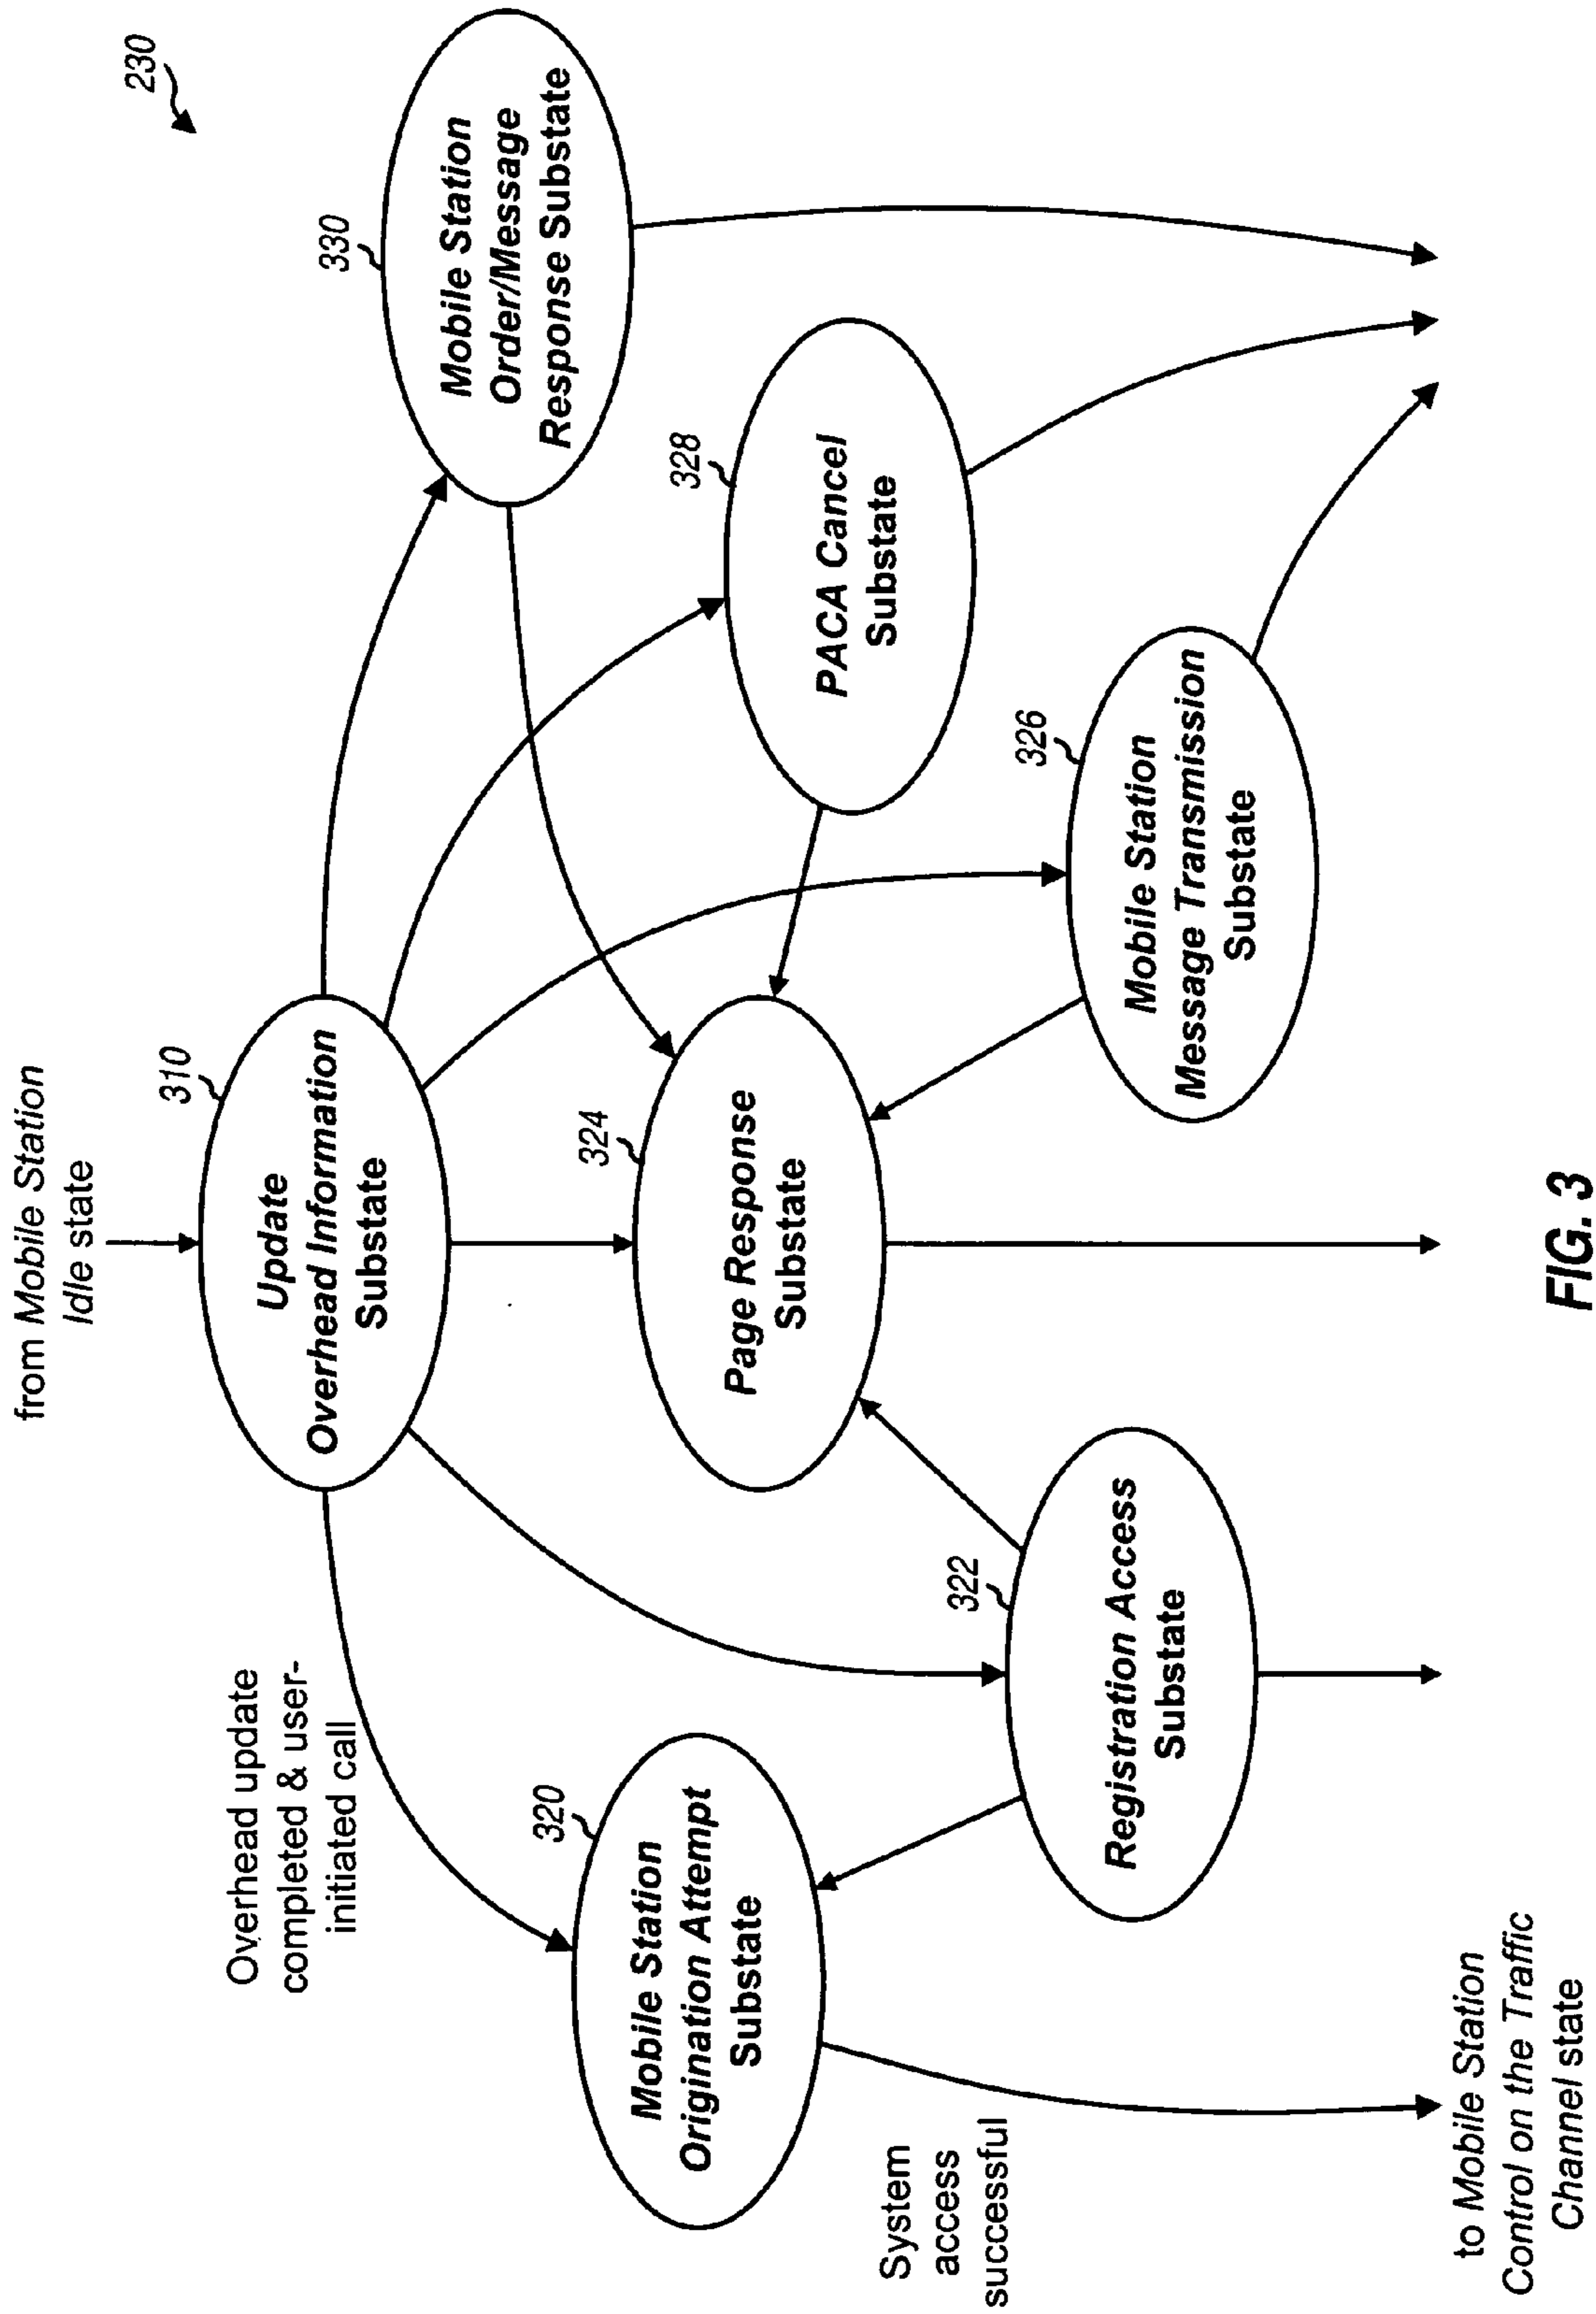 from Mobile Station
Idle state
230
310
Update
Overhead Information
Substate
330
Mobile Station
Order/Message
Response Substate
Overhead update
completed & user-
initiated call
320
Mobile Station
Origination Attempt
Substate
324
Page Response
Substate
328
PACA Cancel
Substate
322
Registration Access
Substate
326
Mobile Station
Message Transmission
Substate
System
access
successful
to Mobile Station
Control on the Traffic
Channel state
FIG. 3